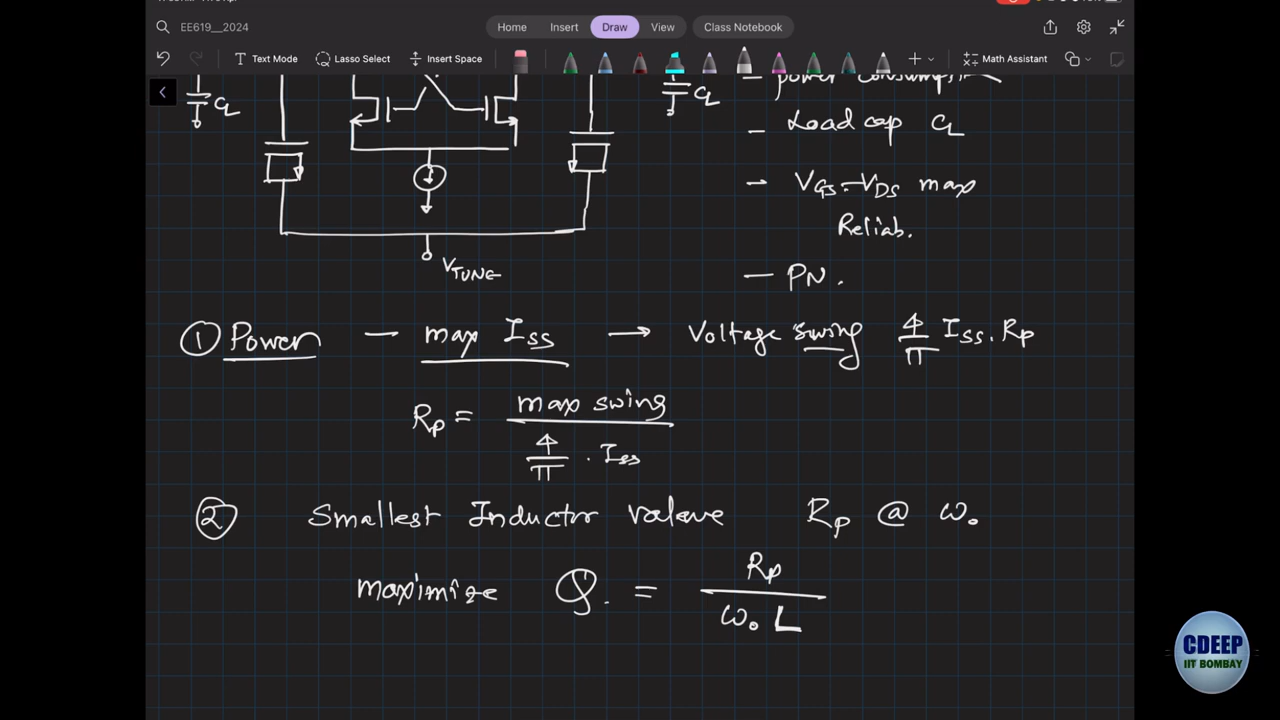 EE619__2024
Home Insert Draw View Class Notebook
Text Mode Lasso Select Insert Space Math Assistant
CL
CL
VTUNE
- power consumpti
- Load cap CL
- VGS-VDS max
Reliab.
- PN.
① Power - max Iss → Voltage swing 4/π Iss. Rp
Rp = max swing / 4/π . Iss
② Smallest Inductor value Rp @ ω₀
maximize Q. = Rp / ω₀ L
CDEEP
IIT BOMBAY